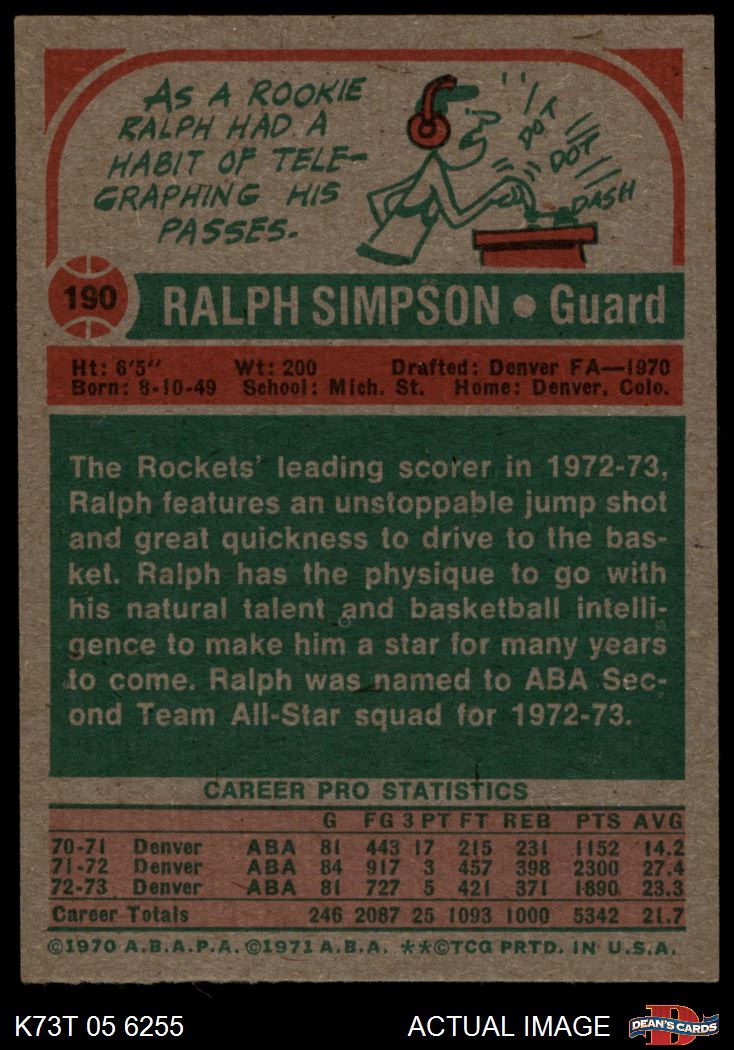 AS A ROOKIE
RALPH HAD A
HABIT OF TELE-
GRAPHING HIS
PASSES.
DOT
DOT
DASH
190
RALPH SIMPSON • Guard
Ht: 6'5" Wt: 200 Drafted: Denver FA—1970
Born: 8-10-49 School: Mich. St. Home: Denver, Colo.
The Rockets' leading scorer in 1972-73,
Ralph features an unstoppable jump shot
and great quickness to drive to the bas-
ket. Ralph has the physique to go with
his natural talent and basketball intelli-
gence to make him a star for many years
to come. Ralph was named to ABA Sec-
ond Team All-Star squad for 1972-73.
CAREER PRO STATISTICS
G FG 3 PT FT REB PTS AVG
70-71 Denver ABA 81 443 17 215 231 1152 14.2
71-72 Denver ABA 84 917 3 457 398 2300 27.4
72-73 Denver ABA 81 727 5 421 371 1890 23.3
Career Totals 246 2087 25 1093 1000 5342 21.7
©1970 A.B.A.P.A. ©1971 A.B.A. **©TCG PRTD. IN U.S.A.
K73T 05 6255 ACTUAL IMAGE DEAN'S CARDS